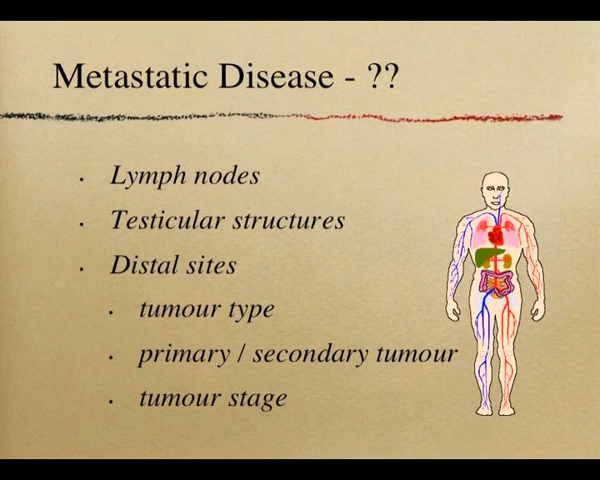 Metastatic Disease - ??
• Lymph nodes
• Testicular structures
• Distal sites
• tumour type
• primary / secondary tumour
• tumour stage